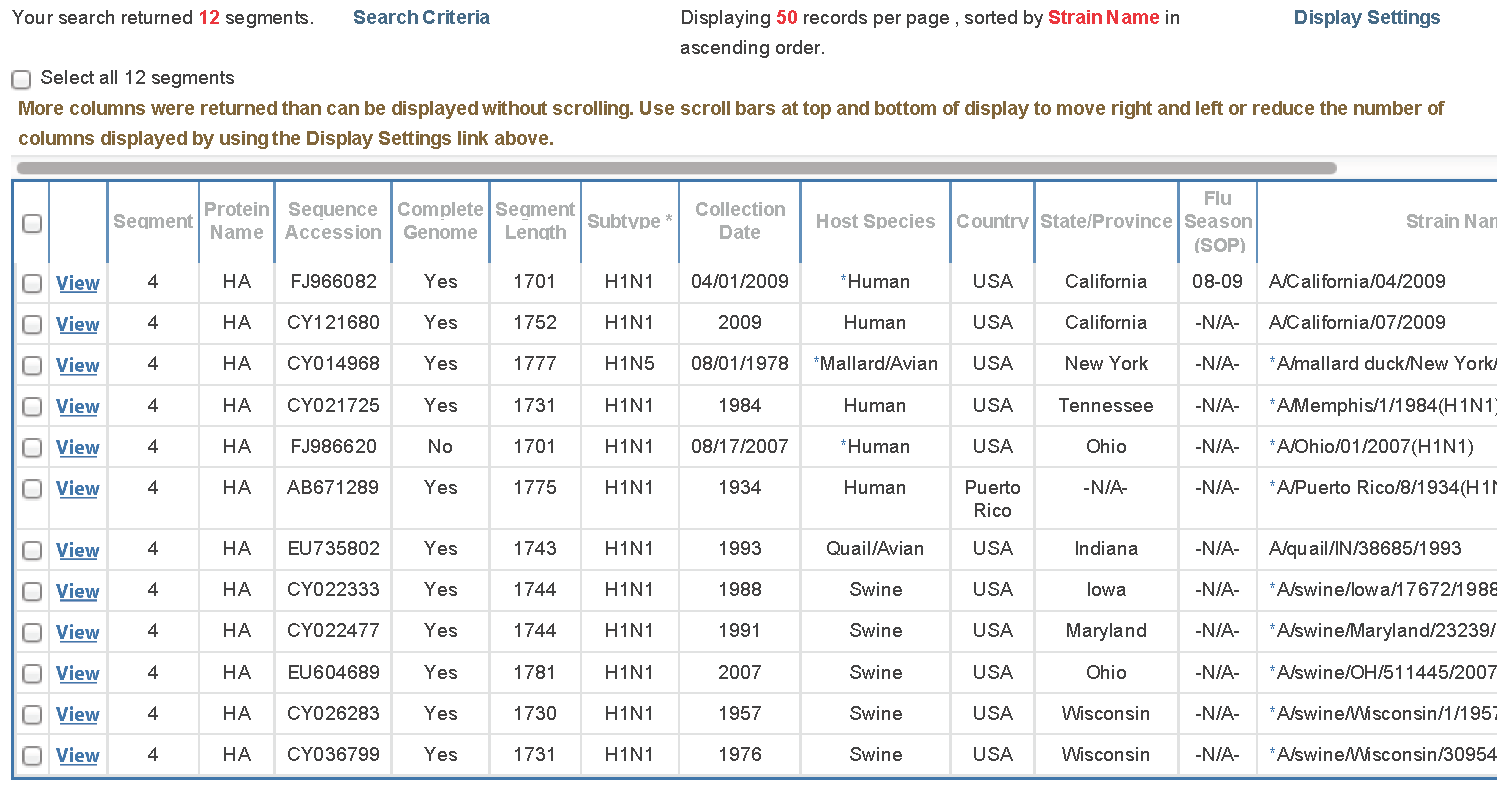 Your search returned 12 segments. Search Criteria Displaying 50 records per page , sorted by Strain Name in Display Settings
ascending order.
Select all 12 segments
More columns were returned than can be displayed without scrolling. Use scroll bars at top and bottom of display to move right and left or reduce the number of
columns displayed by using the Display Settings link above.
Segment Protein Name Sequence Accession Complete Genome Segment Length Subtype * Collection Date Host Species Country State/Province Flu Season (SOP) Strain Nam
View 4 HA FJ966082 Yes 1701 H1N1 04/01/2009 *Human USA California 08-09 A/California/04/2009
View 4 HA CY121680 Yes 1752 H1N1 2009 Human USA California -N/A- A/California/07/2009
View 4 HA CY014968 Yes 1777 H1N5 08/01/1978 *Mallard/Avian USA New York -N/A- *A/mallard duck/New York/
View 4 HA CY021725 Yes 1731 H1N1 1984 Human USA Tennessee -N/A- *A/Memphis/1/1984(H1N1)
View 4 HA FJ986620 No 1701 H1N1 08/17/2007 *Human USA Ohio -N/A- *A/Ohio/01/2007(H1N1)
View 4 HA AB671289 Yes 1775 H1N1 1934 Human Puerto Rico -N/A- -N/A- *A/Puerto Rico/8/1934(H1N
View 4 HA EU735802 Yes 1743 H1N1 1993 Quail/Avian USA Indiana -N/A- A/quail/IN/38685/1993
View 4 HA CY022333 Yes 1744 H1N1 1988 Swine USA Iowa -N/A- *A/swine/Iowa/17672/1988
View 4 HA CY022477 Yes 1744 H1N1 1991 Swine USA Maryland -N/A- *A/swine/Maryland/23239/
View 4 HA EU604689 Yes 1781 H1N1 2007 Swine USA Ohio -N/A- *A/swine/OH/511445/2007
View 4 HA CY026283 Yes 1730 H1N1 1957 Swine USA Wisconsin -N/A- *A/swine/Wisconsin/1/1957
View 4 HA CY036799 Yes 1731 H1N1 1976 Swine USA Wisconsin -N/A- *A/swine/Wisconsin/30954